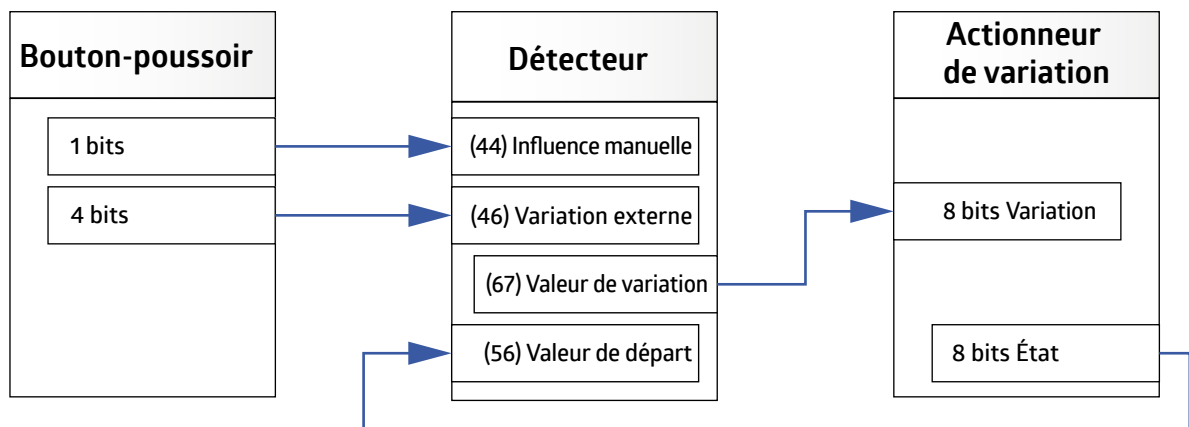 Bouton-poussoir
1 bits
4 bits
Détecteur
(44) Influence manuelle
(46) Variation externe
(67) Valeur de variation
(56) Valeur de départ
Actionneur
de variation
8 bits Variation
8 bits État